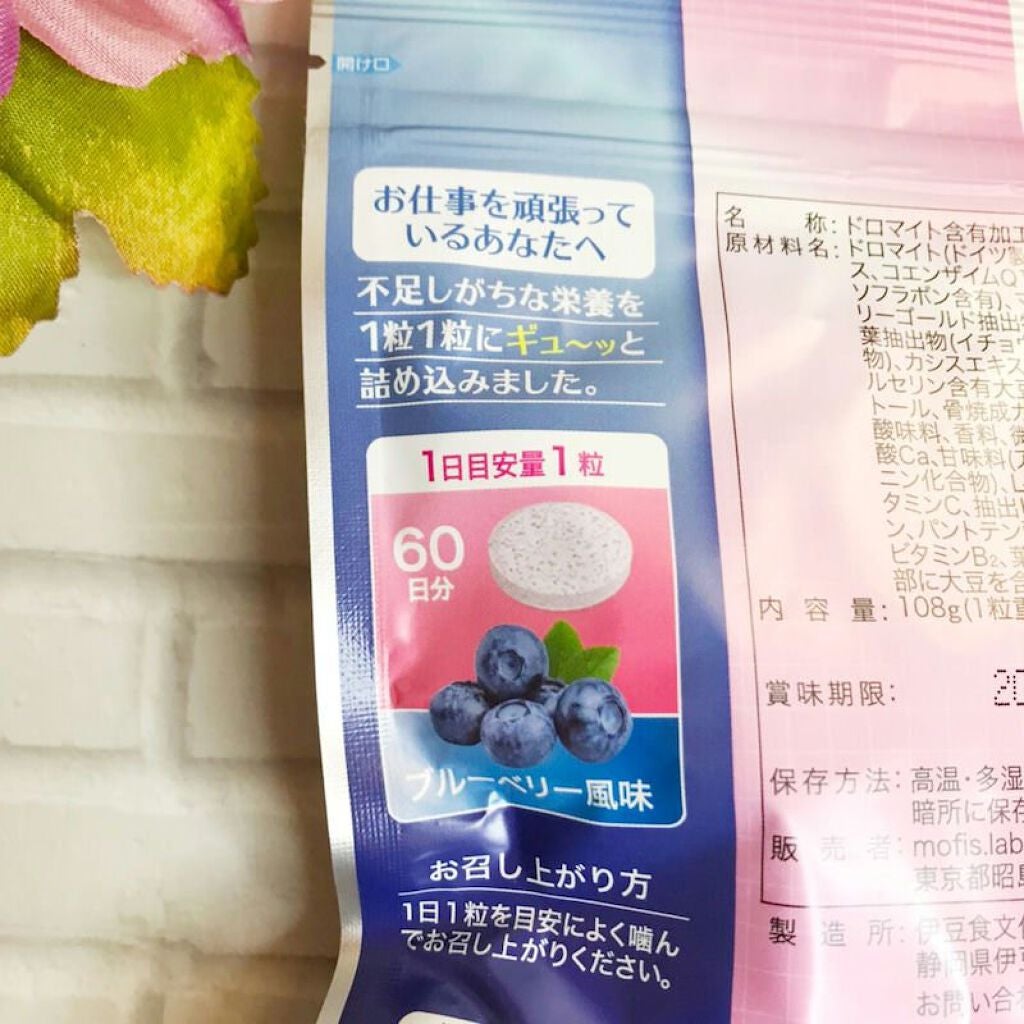 開け口
お仕事を頑張って
いるあなたへ
不足しがちな栄養を
1粒1粒にギュ〜ッと
詰め込みました。
1日目安量1粒
60
日分
ブルーベリー風味
お召し上がり方
1日1粒を目安によく噛ん
でお召し上がりください。
名称:ドロマイト含有加工
原材料名:ドロマイト(ドイツ製
ス、コエンザイムQ1
ソフラボン含有)、マ
リーゴールド抽出
葉抽出物(イチョウ
物)、カシスエキス
ルセリン含有大豆
トール、骨焼成カ
酸味料、香料、微
酸Ca、甘味料(ア
ニン化合物)、L
タミンC、抽出
ン、パントテン
ビタミンB₂、葉
部に大豆を含
内容量:108g(1粒重
賞味期限: 20
保存方法:高温・多湿
暗所に保存
販売者:mofis.lab
東京都昭島
製造所:伊豆食文化
静岡県伊豆
お問い合わ